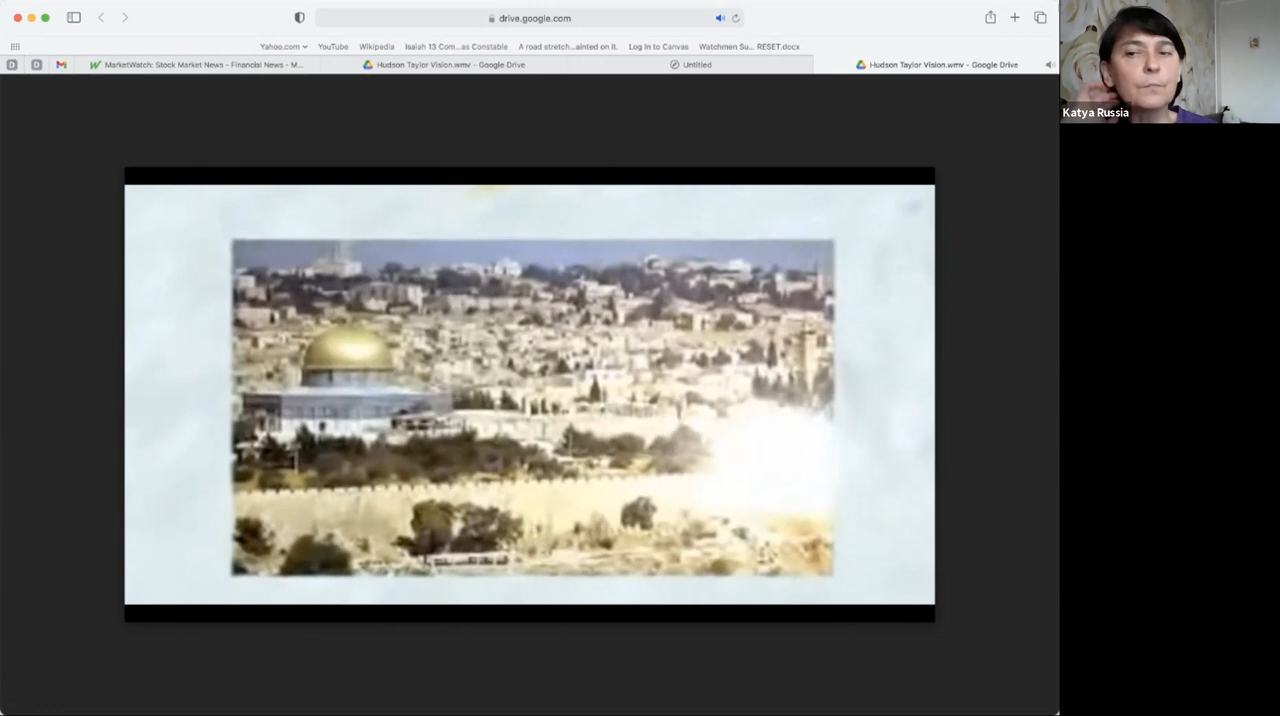 drive.google.com
Yahoo.com YouTube Wikipedia Isaiah 13 Com...as Constable A road stretch...ainted on it. Log In to Canvas Watchmen Su... RESET.docx
D D MarketWatch: Stock Market News - Financial News - M... Hudson Taylor Vision.wmv - Google Drive Untitled Hudson Taylor Vision.wmv - Google Drive
Katya Russia